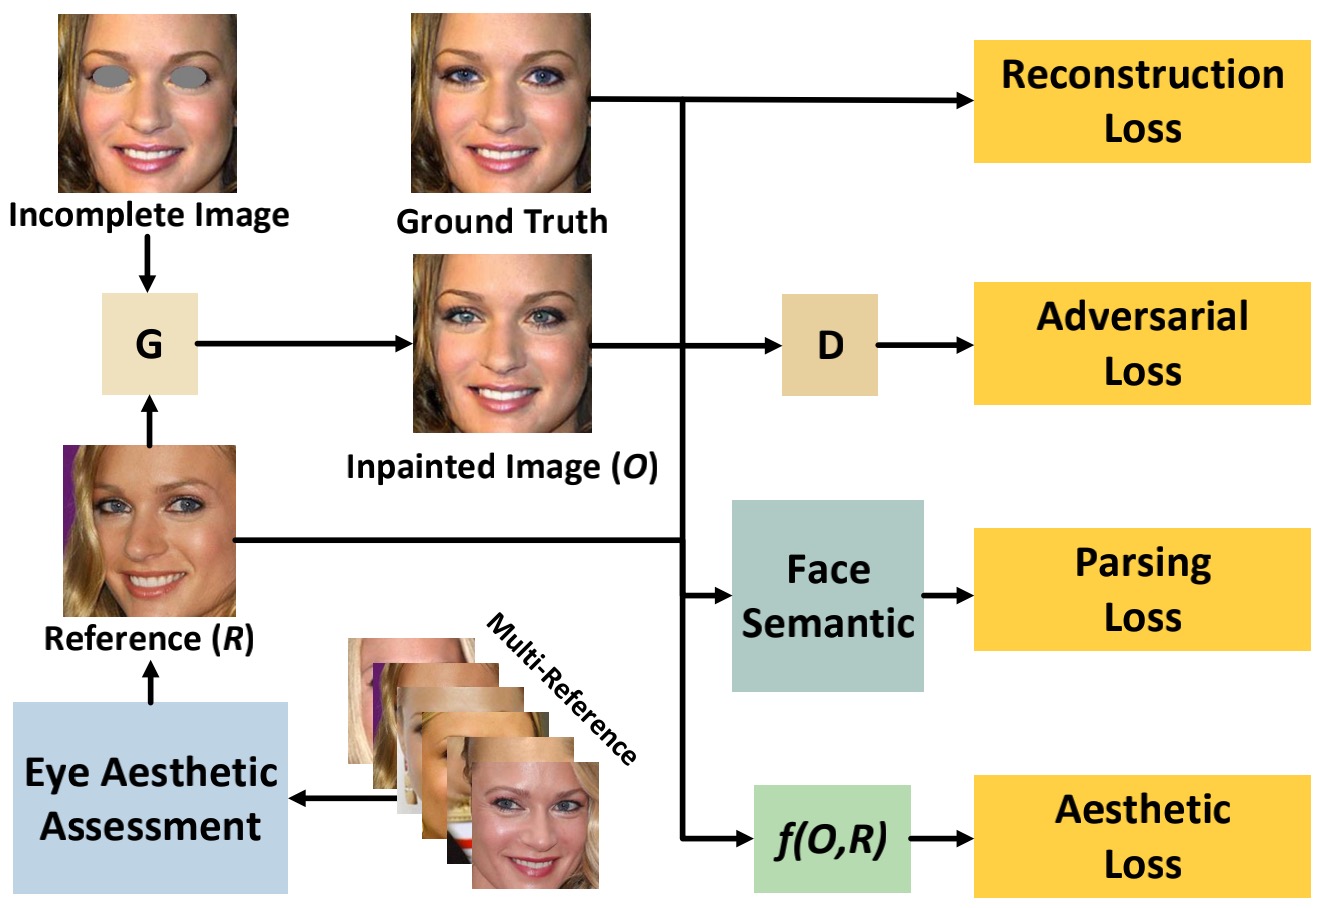 Incomplete Image
Ground Truth
Reconstruction
Loss
G
D
Adversarial
Loss
Inpainted Image (O)
Reference (R)
Face
Semantic
Parsing
Loss
Multi-Reference
Eye Aesthetic
Assessment
f(O,R)
Aesthetic
Loss